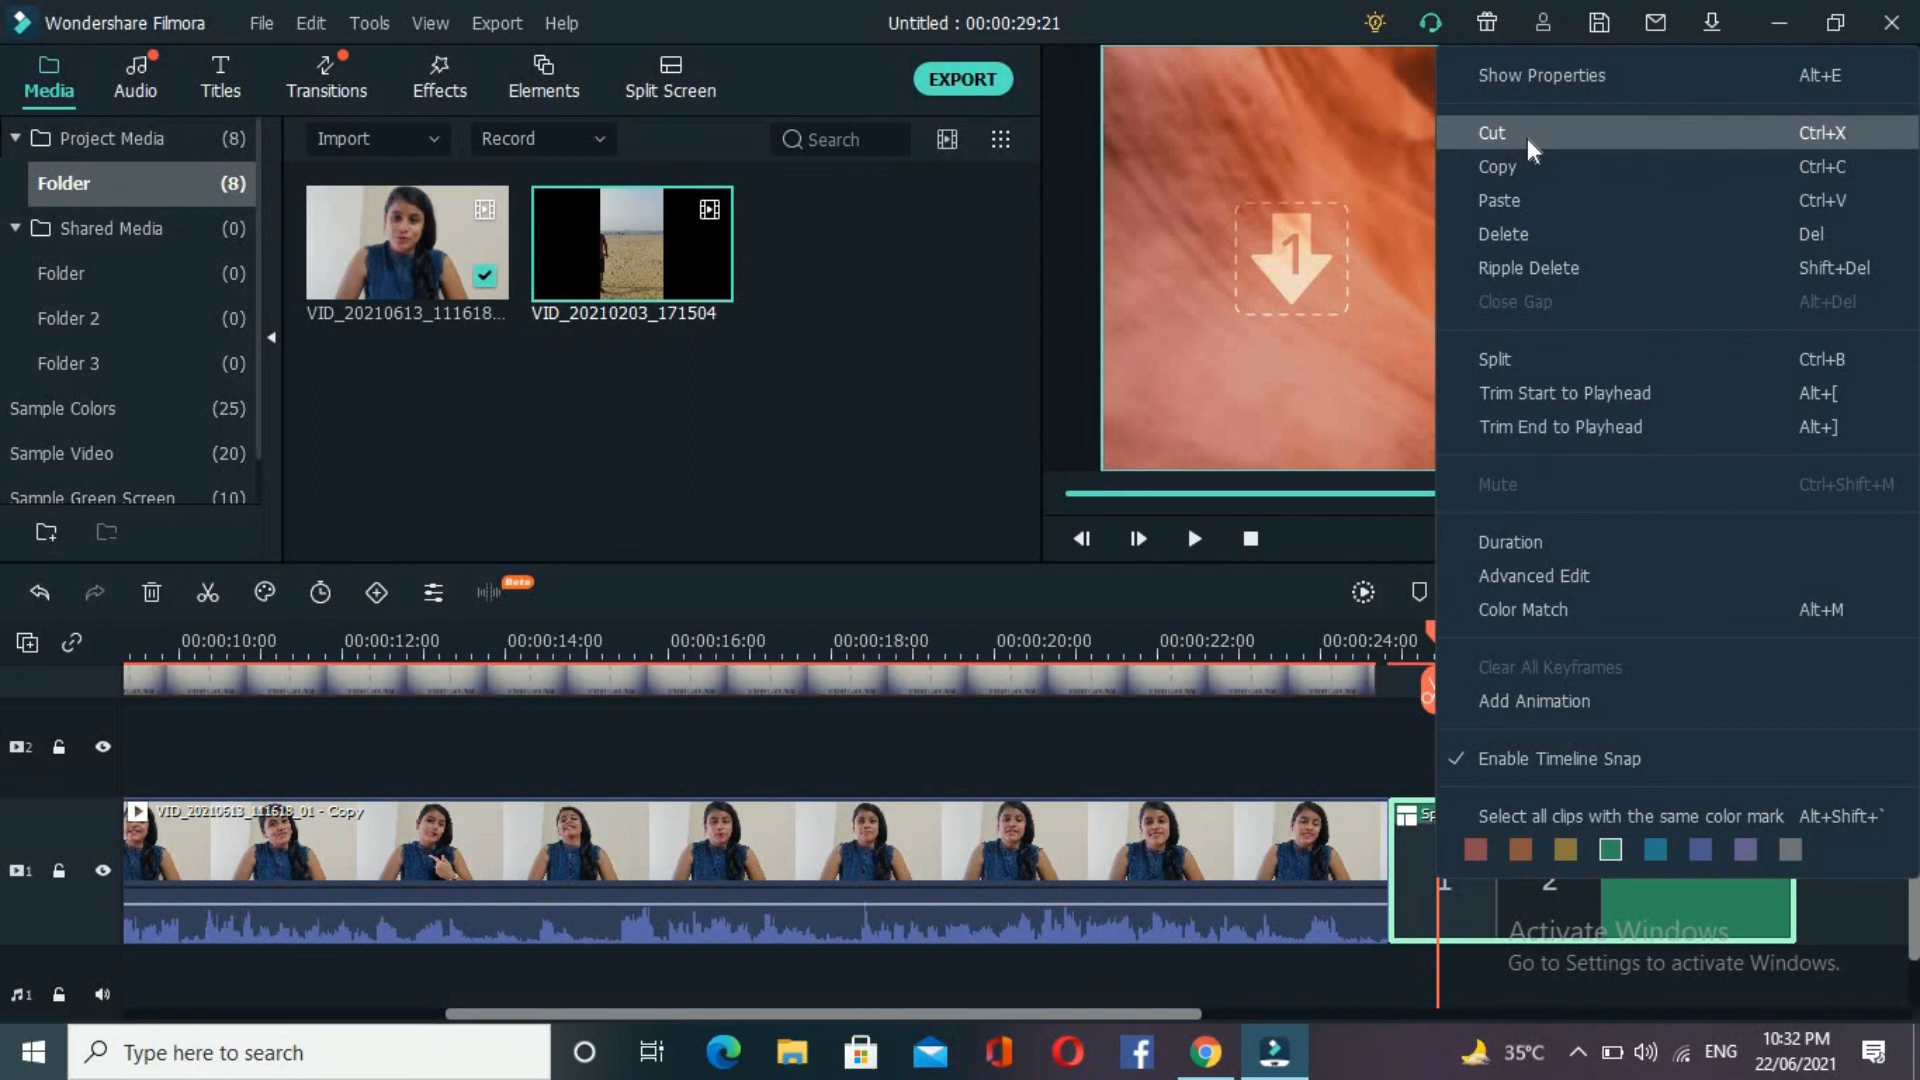 Wondershare Filmora
File Edit Tools View Export Help
Untitled : 00:00:29:21
Media
Audio
Titles
Transitions
Effects
Elements
Split Screen
EXPORT
Project Media (8)
Folder (8)
Shared Media (0)
Folder (0)
Folder 2 (0)
Folder 3 (0)
Sample Colors (25)
Sample Video (20)
Sample Green Screen (10)
Import
Record
Search
VID_20210613_111618...
VID_20210203_171504
1
Show Properties Alt+E
Cut Ctrl+X
Copy Ctrl+C
Paste Ctrl+V
Delete Del
Ripple Delete Shift+Del
Close Gap Alt+Del
Split Ctrl+B
Trim Start to Playhead Alt+[
Trim End to Playhead Alt+]
Mute Ctrl+Shift+M
Duration
Advanced Edit
Color Match Alt+M
Clear All Keyframes
Add Animation
Enable Timeline Snap
Select all clips with the same color mark Alt+Shift+`
Beta
00:00:10:00 00:00:12:00 00:00:14:00 00:00:16:00 00:00:18:00 00:00:20:00 00:00:22:00 00:00:24:00
2
VID_20210613_111618_01 - Copy
Sp
1
1 2
1
Activate Windows
Go to Settings to activate Windows.
Type here to search
35°C
ENG
10:32 PM
22/06/2021